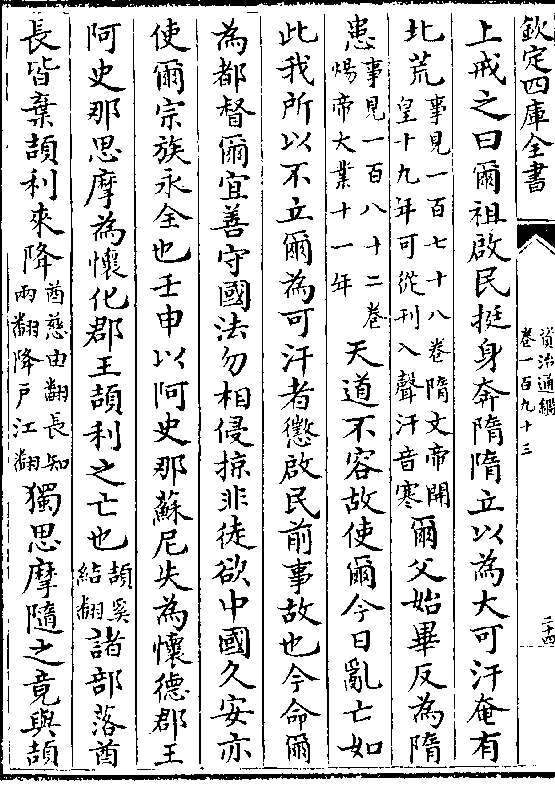 欽定四庫全書
資治通鑑
卷一百九十三
二十四
上戒之曰爾祖啟民挺身奔隋隋立以為大可汗奄有
北荒事見一百七十八卷隋文帝開皇十九年可從刊入聲汗音寒爾父始畢反為隋
患事見一百八十二卷煬帝大業十一年天道不容故使爾今日亂亡如
此我所以不立爾為可汗者懲啟民前事故也今命爾
為都督爾宜善守國法勿相侵掠非徒欲中國久安亦
使爾宗族永全也壬申以阿史那蘇尼失為懷德郡王
阿史那思摩為懷化郡王頡利之亡也頡奚結翻諸部落酋
長皆棄頡利來降酋慈由翻長知兩翻降戶江翻獨思摩隨之竟與頡